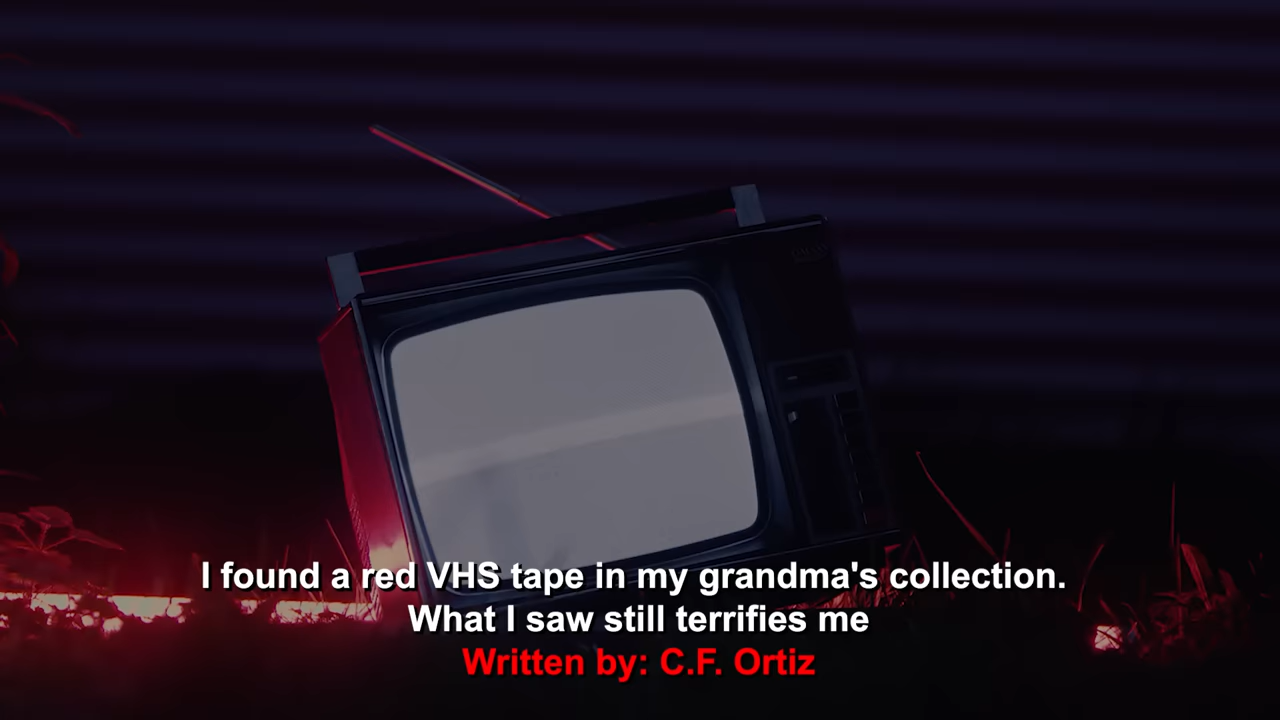 I found a red VHS tape in my grandma's collection.
What I saw still terrifies me
Written by: C.F. Ortiz